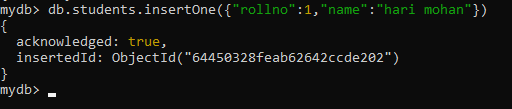 mydb> db.students.insertOne({"rollno":1,"name":"hari mohan"})
{
  acknowledged: true,
  insertedId: ObjectId("64450328feab62642ccde202")
}
mydb>